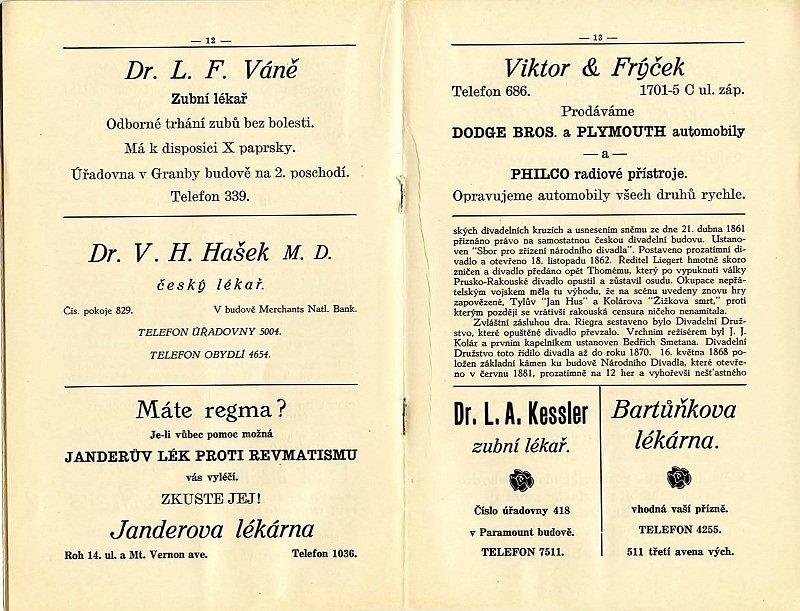 — 12 —
Dr. L. F. Váně
Zubní lékař
Odborné trhání zubů bez bolesti.
Má k disposici X paprsky.
Úřadovna v Granby budově na 2. poschodí.
Telefon 339.
Dr. V. H. Hašek M. D.
český lékař.
Čis. pokoje 829. V budově Merchants Natl. Bank.
TELEFON ÚŘADOVNY 5004.
TELEFON OBYDLÍ 4654.
Máte regma?
Je-li vůbec pomoc možná
JANDERŮV LÉK PROTI REVMATISMU
vás vyléčí.
ZKUSTE JEJ!
Janderova lékárna
Roh 14. ul. a Mt. Vernon ave. Telefon 1036.
— 13 —
Viktor & Frýček
Telefon 686. 1701-5 C ul. záp.
Prodáváme
DODGE BROS. a PLYMOUTH automobily
— a —
PHILCO radiové přístroje.
Opravujeme automobily všech druhů rychle.
ských divadelních kruzích a usnesením sněmu ze dne 21. dubna 1861
přiznáno právo na samostatnou českou divadelní budovu. Ustano-
ven "Sbor pro zřízení národního divadla". Postaveno prozatímní di-
vadlo a otevřeno 18. listopadu 1862. Ředitel Liegert hmotně skoro
zničen a divadlo předáno opět Thomému, který po vypuknutí války
Prusko-Rakouské divadlo opustil a zůstavil osudu. Okupace nepřá-
telským vojskem měla tu výhodu, že na scénu uvedeny znovu hry
zapovězené, Tylův "Jan Hus" a Kolárova "Žižkova smrt," proti
kterým později se vrátivší rakouská censura ničeho nenamítala.
Zvláštní zásluhou dra. Riegra sestaveno bylo Divadelní Druž-
stvo, které opuštěné divadlo převzalo. Vrchním režisérem byl J. J.
Kolár a prvním kapelníkem ustanoven Bedřich Smetana. Divadelní
Družstvo toto řídilo divadlo až do roku 1870. 16. května 1868 po-
ložen základní kámen ku budově Národního Divadla, které otevře-
no v červnu 1881, prozatímně na 12 her a vyhořevší nešťastného
Dr. L. A. Kessler
zubní lékař.
Číslo úřadovny 418
v Paramount budově.
TELEFON 7511.
Bartůňkova
lékárna.
vhodná vaší přízně.
TELEFON 4255.
511 třetí avena vých.